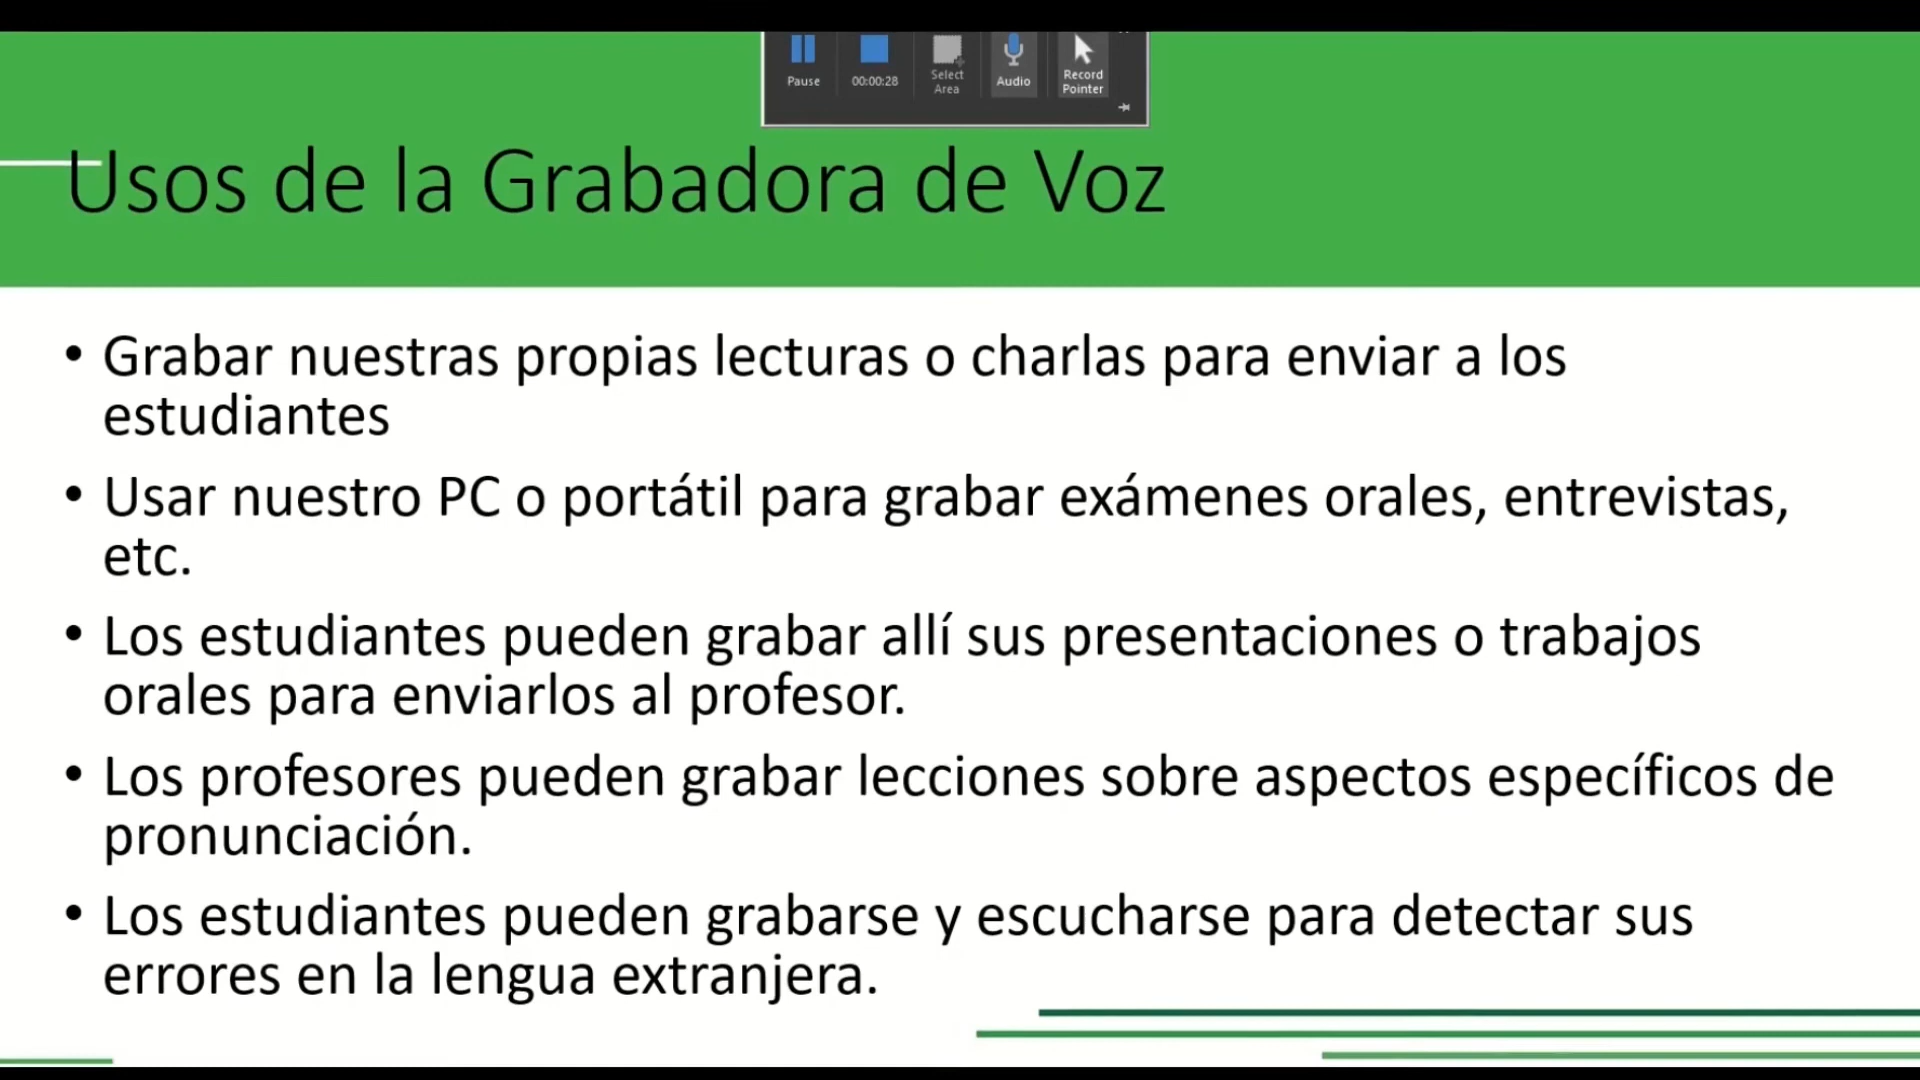 Pause
00:00:28
Select
Area
Audio
Record
Pointer
Usos de la Grabadora de Voz
• Grabar nuestras propias lecturas o charlas para enviar a los
estudiantes
• Usar nuestro PC o portátil para grabar exámenes orales, entrevistas,
etc.
• Los estudiantes pueden grabar allí sus presentaciones o trabajos
orales para enviarlos al profesor.
• Los profesores pueden grabar lecciones sobre aspectos específicos de
pronunciación.
• Los estudiantes pueden grabarse y escucharse para detectar sus
errores en la lengua extranjera.